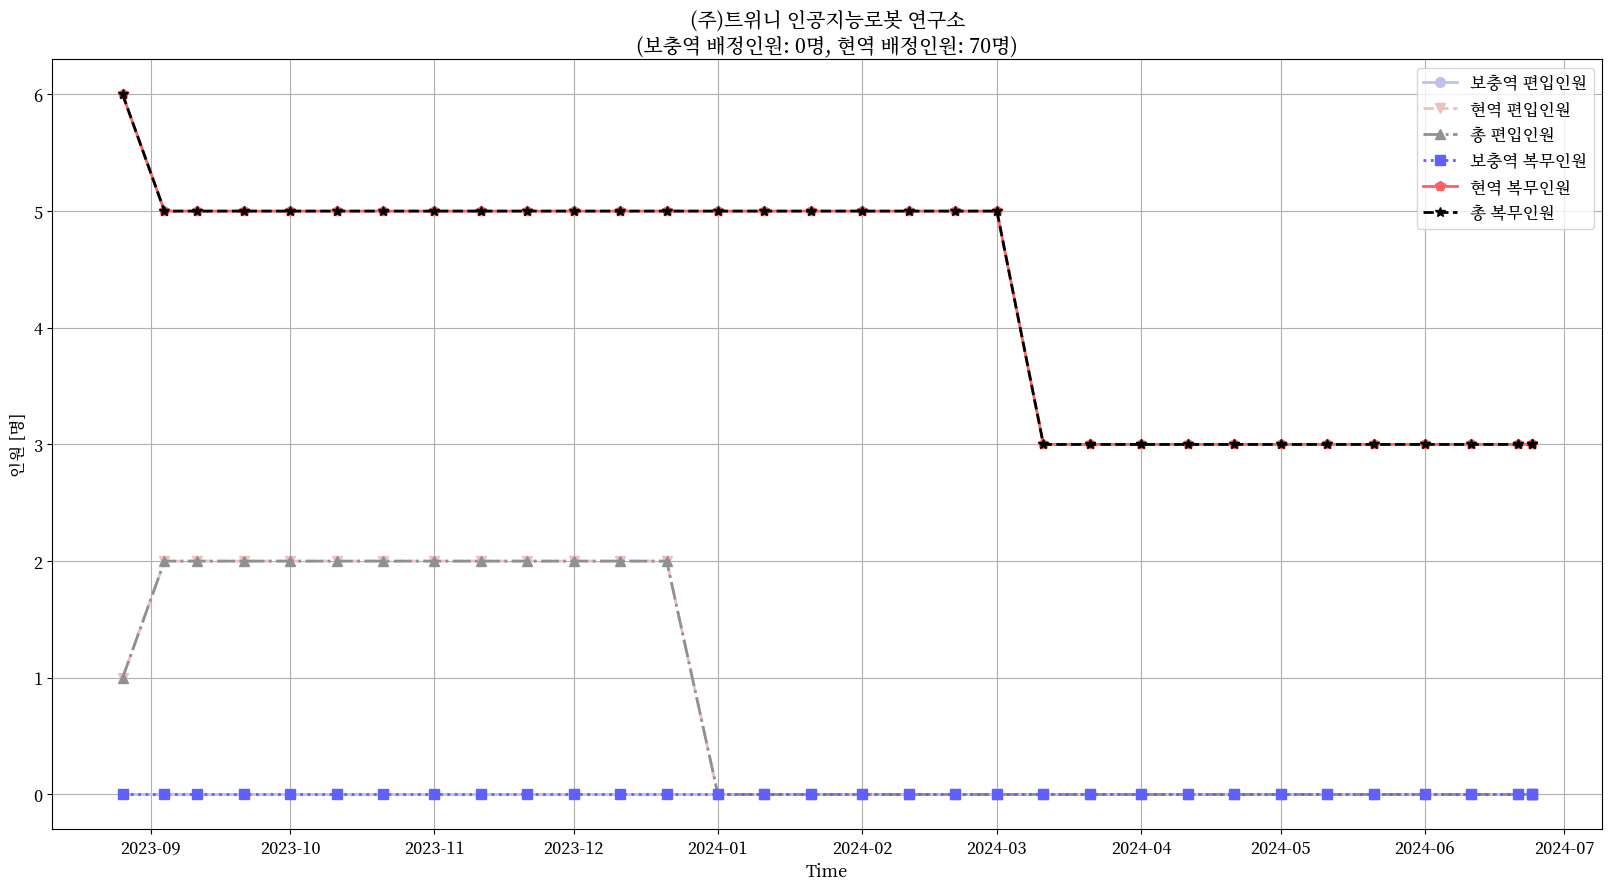 (주)트위니 인공지능로봇 연구소
(보충역 배정인원: 0명, 현역 배정인원: 70명)
보충역 편입인원
현역 편입인원
총 편입인원
보충역 복무인원
현역 복무인원
총 복무인원
인원 [명]
6
5
4
3
2
1
0
2023-09 2023-10 2023-11 2023-12 2024-01 2024-02 2024-03 2024-04 2024-05 2024-06 2024-07
Time